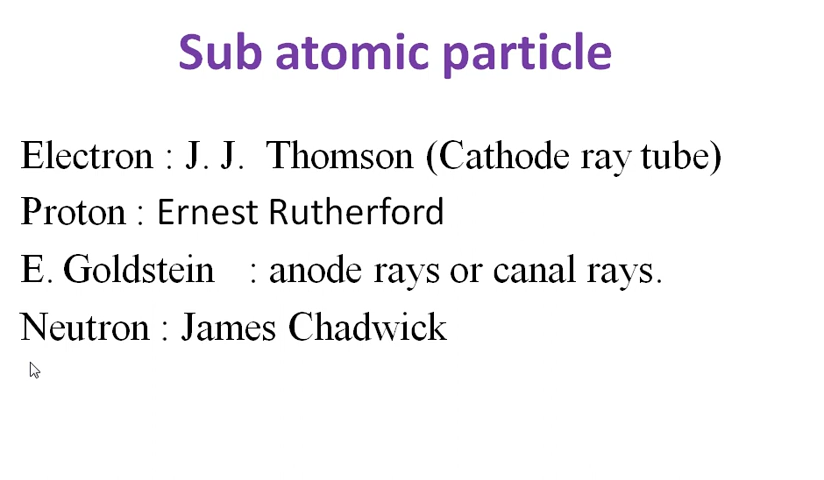 Sub atomic particle
Electron : J. J. Thomson (Cathode ray tube)
Proton : Ernest Rutherford
E. Goldstein : anode rays or canal rays.
Neutron : James Chadwick